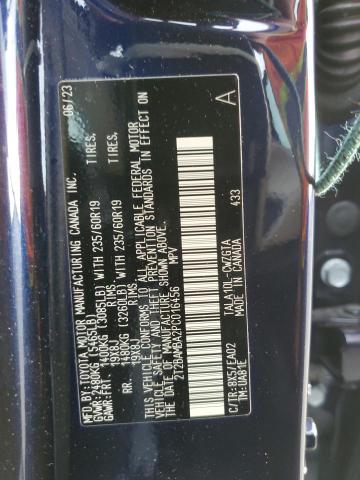 MFD. BY: TOYOTA MOTOR MANUFACTURING CANADA INC. 06/23
GVWR: 2480KG (5465LB)
GAWR: FRT. 1400KG (3085LB) WITH 235/60R19 TIRES,
19X8J RIMS,
RR. 1480KG (3260LB) WITH 235/60R19 TIRES,
19X8J RIMS,
THIS VEHICLE CONFORMS TO ALL APPLICABLE FEDERAL MOTOR
VEHICLE SAFETY AND THEFT PREVENTION STANDARDS IN EFFECT ON
THE DATE OF MANUFACTURE SHOWN ABOVE.
MPV A
C/TR: 8X5/EA02 TALA10L-CWZGTA
TM: UA81E MADE IN CANADA 433